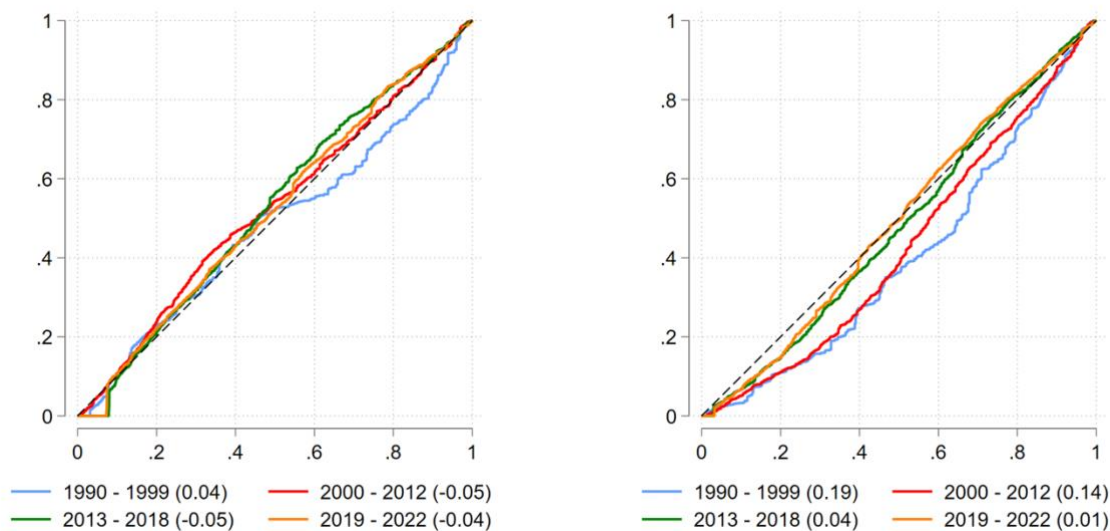 1
.8
.6
.4
.2
0
0 .2 .4 .6 .8 1
1990 - 1999 (0.04) 2000 - 2012 (-0.05)
2013 - 2018 (-0.05) 2019 - 2022 (-0.04)
1
.8
.6
.4
.2
0
0 .2 .4 .6 .8 1
1990 - 1999 (0.19) 2000 - 2012 (0.14)
2013 - 2018 (0.04) 2019 - 2022 (0.01)